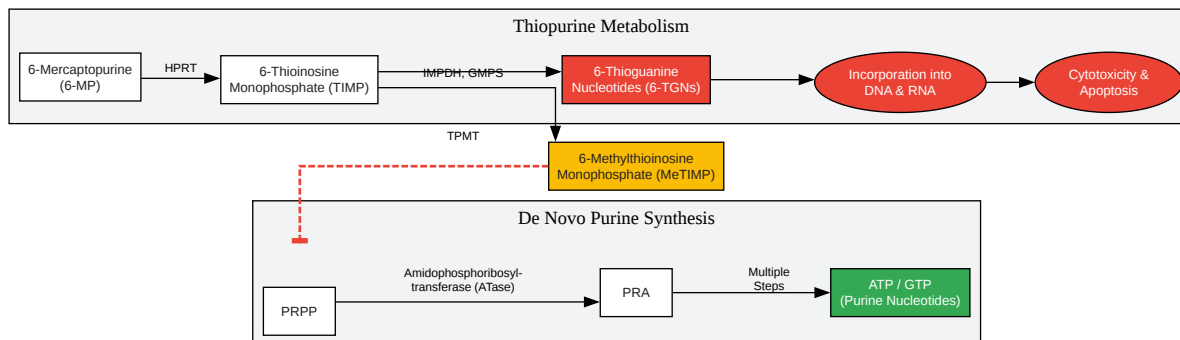 Thiopurine Metabolism
6-Mercaptopurine
(6-MP)
HPRT
6-Thioinosine
Monophosphate (TIMP)
IMPDH, GMPS
6-Thioguanine
Nucleotides (6-TGNs)
Incorporation into
DNA & RNA
Cytotoxicity &
Apoptosis
TPMT
6-Methylthioinosine
Monophosphate (MeTIMP)
De Novo Purine Synthesis
PRPP
Amidophosphoribosyl-
transferase (ATase)
PRA
Multiple
Steps
ATP / GTP
(Purine Nucleotides)